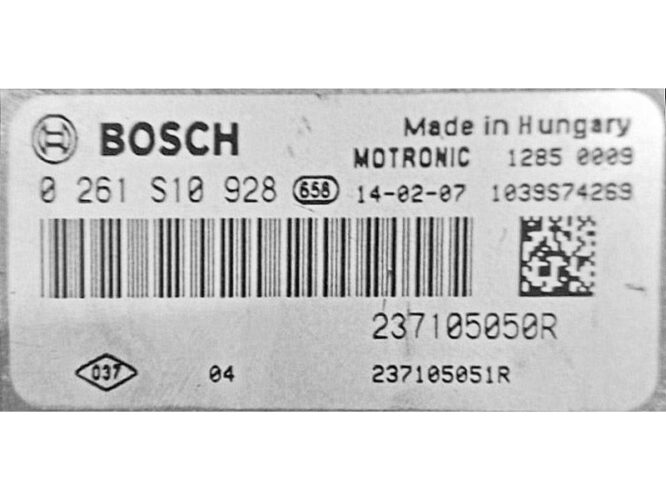 BOSCH
Made in Hungary
MOTRONIC 1285 0009
0 261 S10 928 658 14-02-07 1039S74269
237105050R
037 04 237105051R